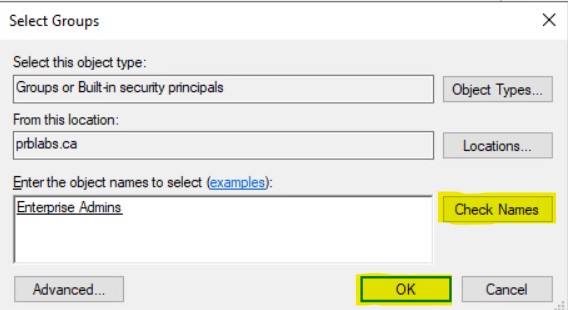 Select Groups
Select this object type:
Groups or Built-in security principals
Object Types...
From this location:
prblabs.ca
Locations...
Enter the object names to select (examples):
Enterprise Admins
Check Names
Advanced...
OK
Cancel